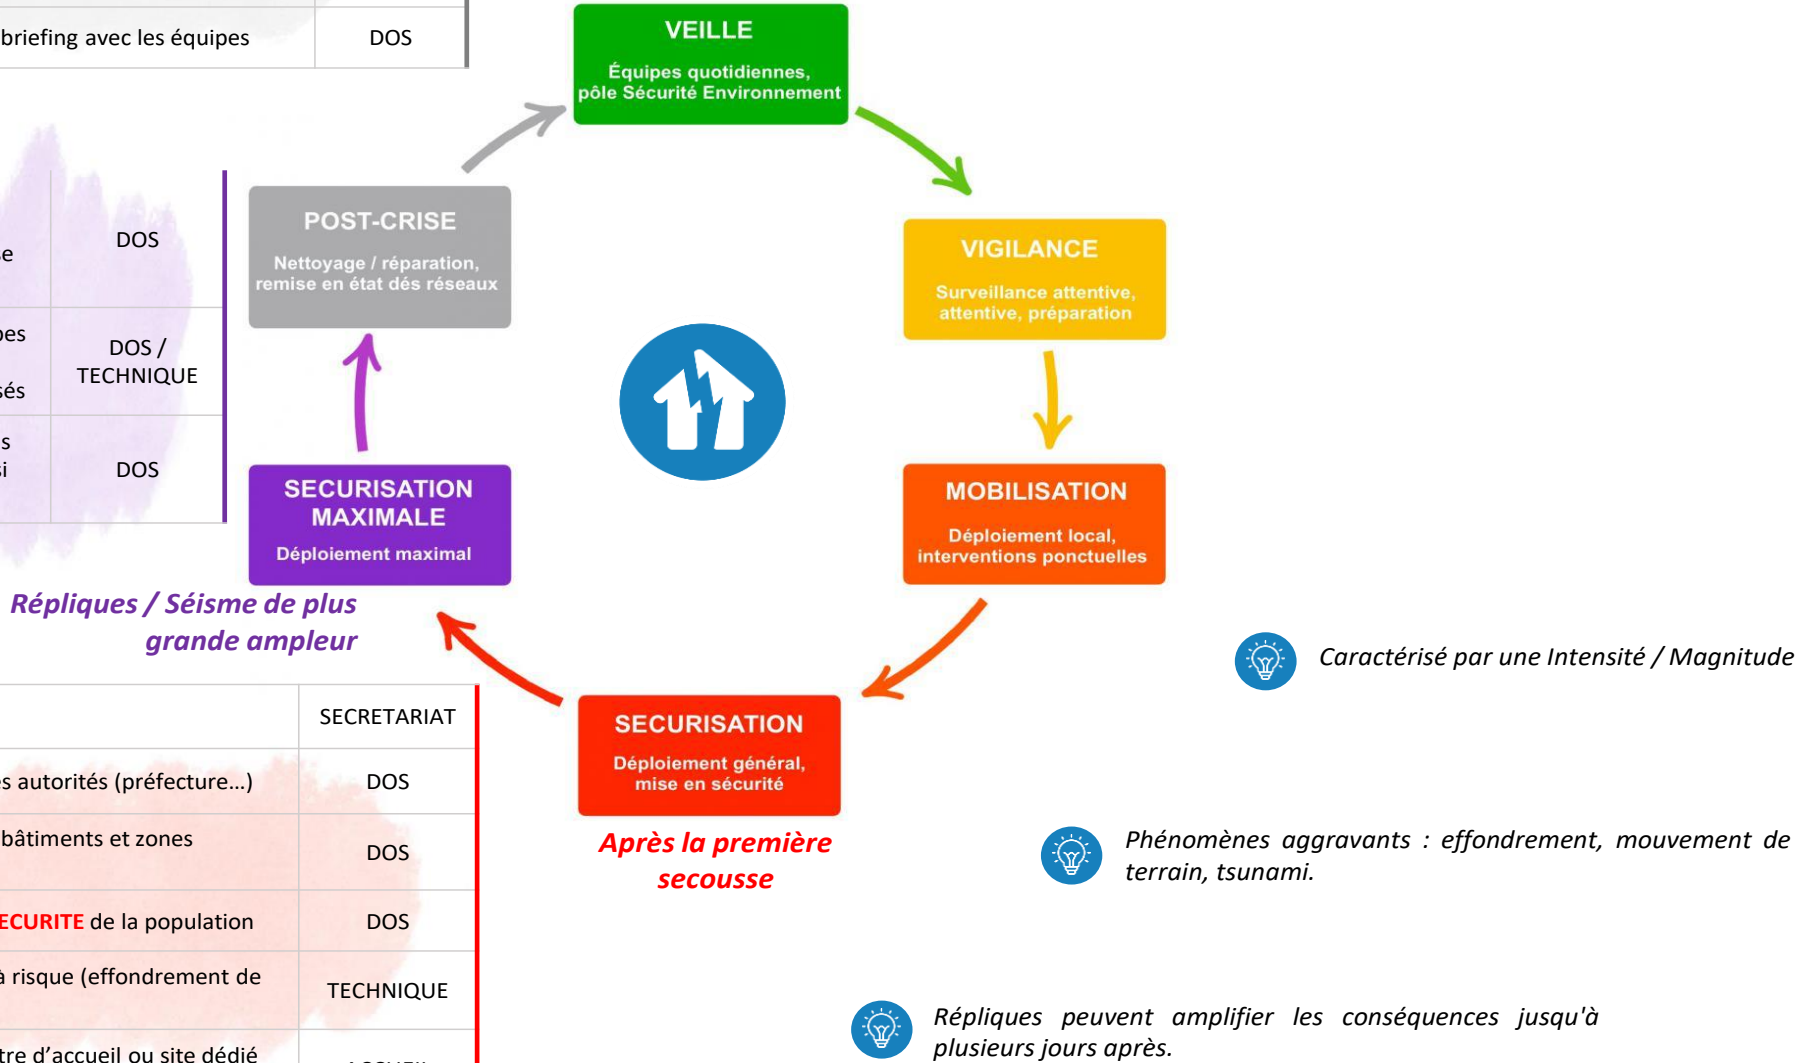 briefing avec les équipes
DOS
VEILLE
Équipes quotidiennes,
pôle Sécurité Environnement
POST-CRISE
Nettoyage / réparation,
remise en état dés réseaux
VIGILANCE
Surveillance attentive,
attentive, préparation
DOS
DOS /
TECHNIQUE
DOS
SECURISATION
MAXIMALE
Déploiement maximal
MOBILISATION
Déploiement local,
interventions ponctuelles
Répliques / Séisme de plus
grande ampleur
Caractérisé par une Intensité / Magnitude
SECURISATION
Déploiement général,
mise en sécurité
Après la première
secousse
SECRETARIAT
autorités (préfecture…)
DOS
bâtiments et zones
DOS
de la population
DOS
à risque (effondrement de
TECHNIQUE
d’accueil ou site dédié
Phénomènes aggravants : effondrement, mouvement de
terrain, tsunami.
Répliques peuvent amplifier les conséquences jusqu'à
plusieurs jours après.